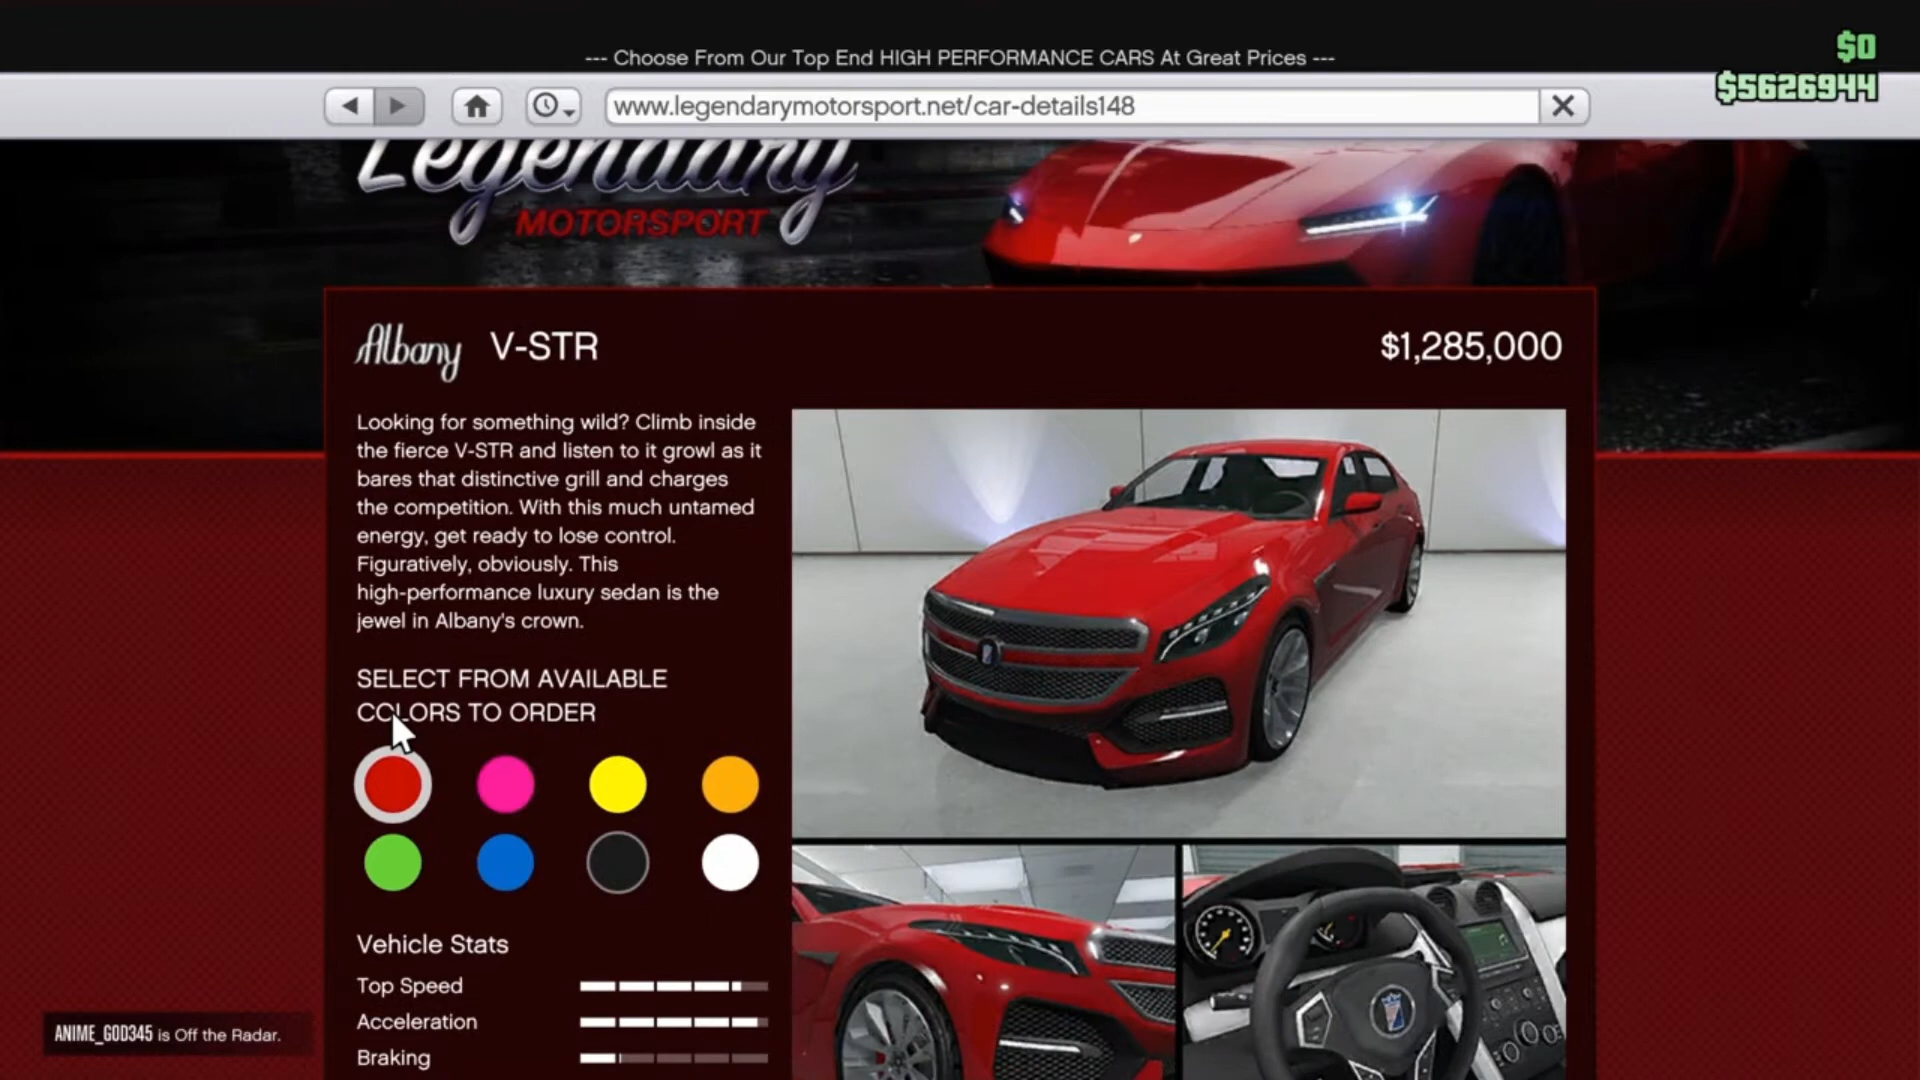 --- Choose From Our Top End HIGH PERFORMANCE CARS At Great Prices ---
$0
$5626944
www.legendarymotorsport.net/car-details148
Legendary
MOTORSPORT
Albany V-STR
$1,285,000
Looking for something wild? Climb inside
the fierce V-STR and listen to it growl as it
bares that distinctive grill and charges
the competition. With this much untamed
energy, get ready to lose control.
Figuratively, obviously. This
high-performance luxury sedan is the
jewel in Albany's crown.
SELECT FROM AVAILABLE
COLORS TO ORDER
Vehicle Stats
Top Speed
Acceleration
Braking
ANIME_GOD345 is Off the Radar.